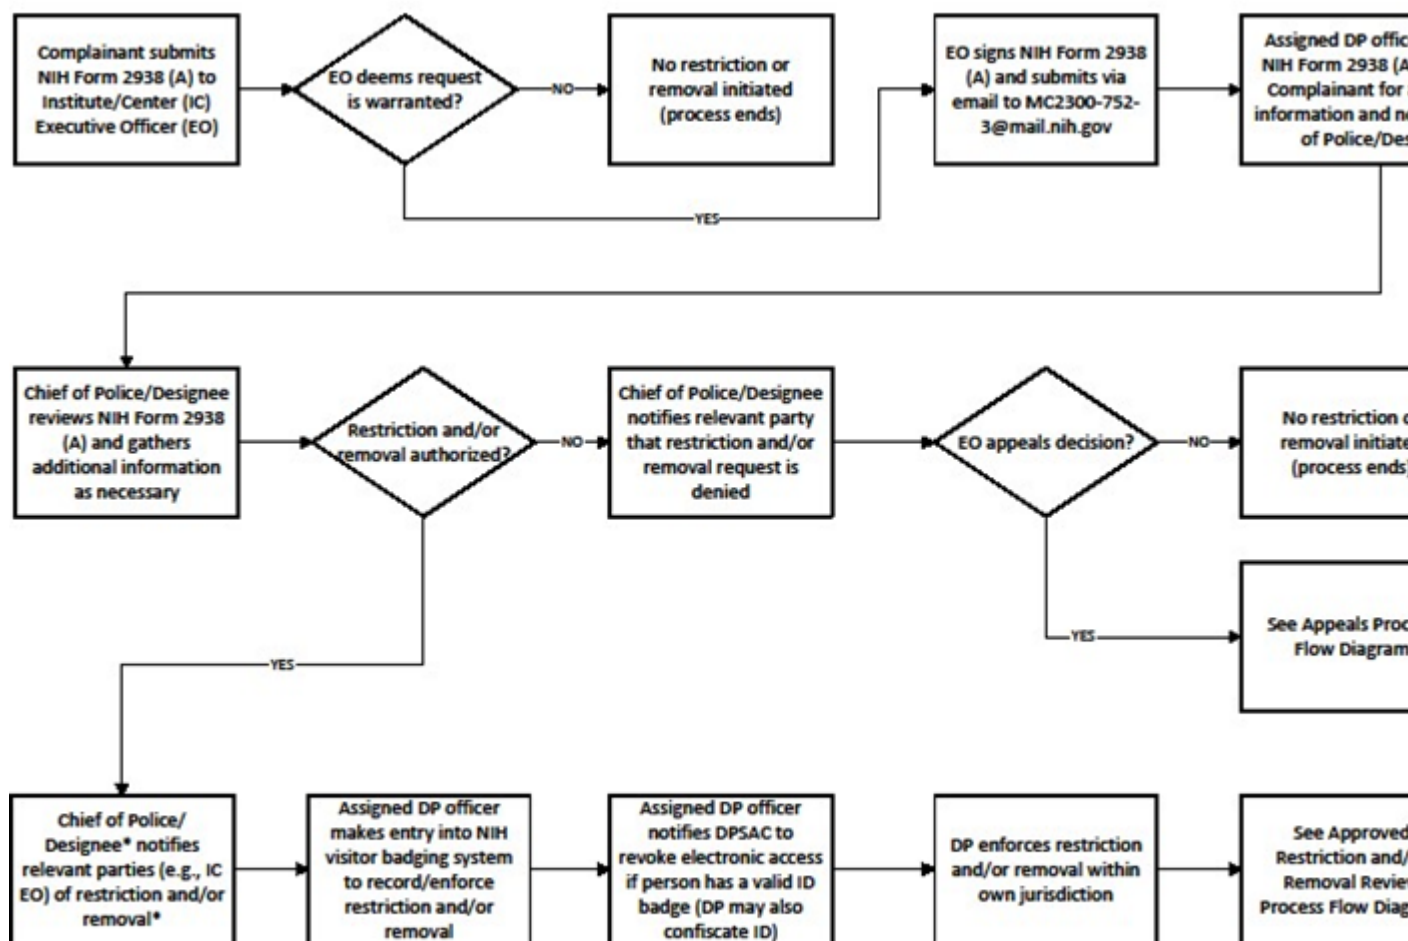 Complainant submits
NIH Form 2938 (A) to
Institute/Center (IC)
Executive Officer (EO)
EO deems request
is warranted?
NO
No restriction or
removal initiated
(process ends)
EO signs NIH Form 2938
(A) and submits via
email to MC2300-752-
3@mail.nih.gov
Assigned DP offic
NIH Form 2938 (A
Complainant for
information and n
of Police/Des
YES
Chief of Police/Designee
reviews NIH Form 2938
(A) and gathers
additional information
as necessary
Restriction and/or
removal authorized?
NO
Chief of Police/Designee
notifies relevant party
that restriction and/or
removal request is
denied
EO appeals decision?
NO
No restriction o
removal initiate
(process ends
YES
See Appeals Proc
Flow Diagram
YES
Chief of Police/
Designee* notifies
relevant parties (e.g., IC
EO) of restriction and/or
removal*
Assigned DP officer
makes entry into NIH
visitor badging system
to record/enforce
restriction and/or
removal
Assigned DP officer
notifies DPSAC to
revoke electronic access
if person has a valid ID
badge (DP may also
confiscate ID)
DP enforces restriction
and/or removal within
own jurisdiction
See Approved
Restriction and/
Removal Revie
Process Flow Diag